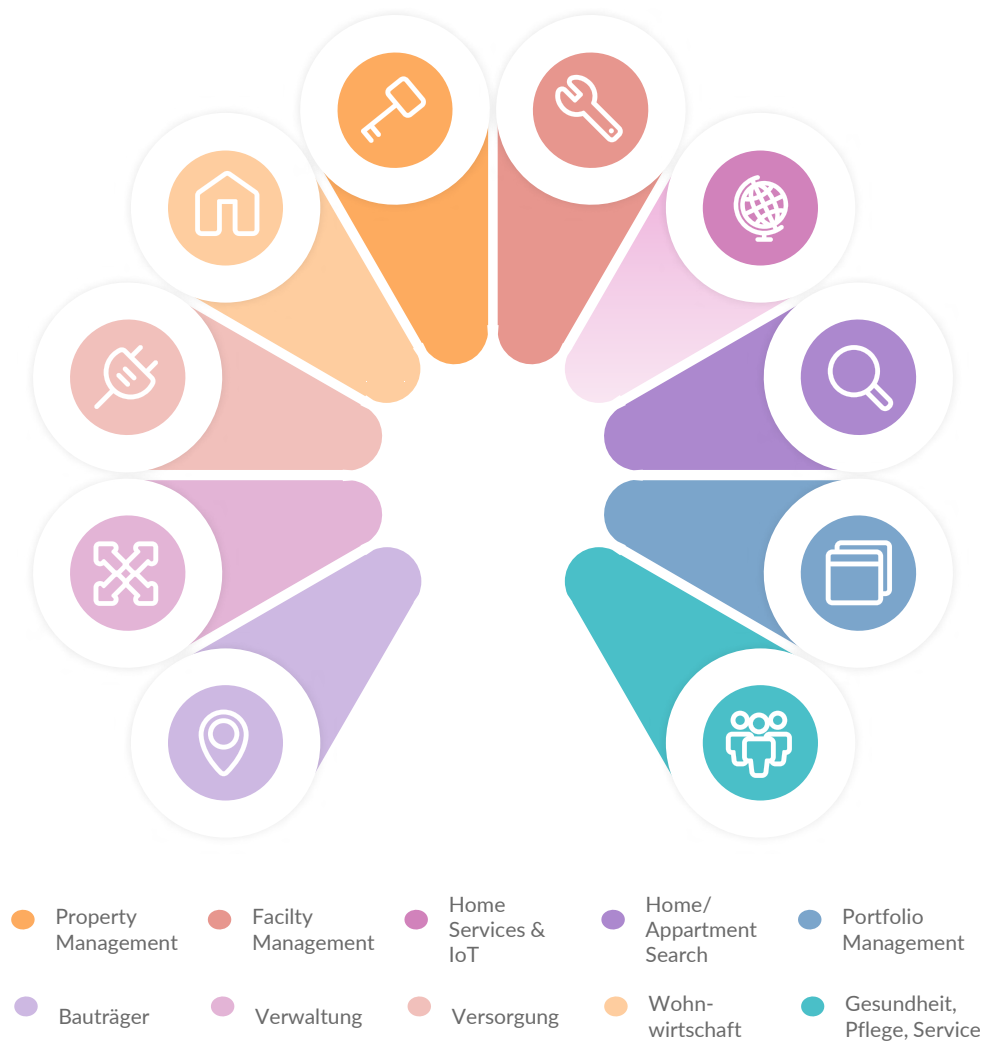 Property
Management
Facilty
Management
Home
Services &
IoT
Home/
Appartment
Search
Portfolio
Management
Bauträger
Verwaltung
Versorgung
Wohn-
wirtschaft
Gesundheit,
Pflege, Service